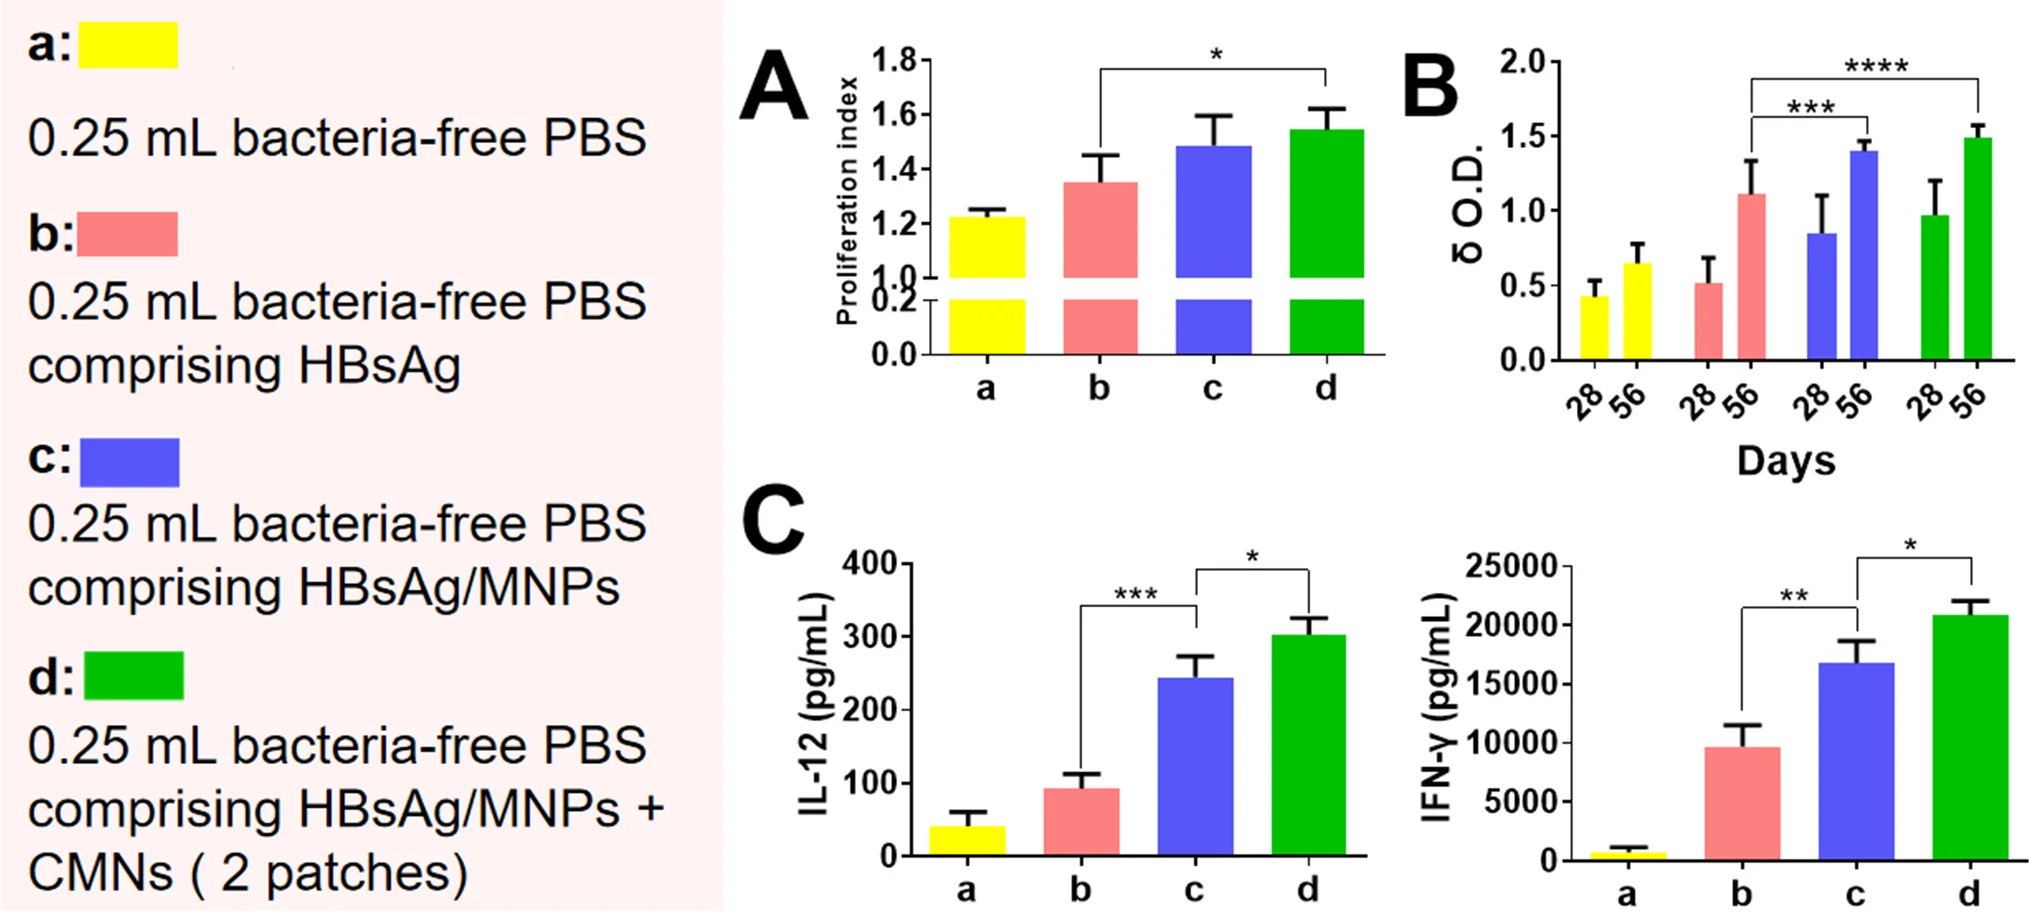 a:
0.25 mL bacteria-free PBS
b:
0.25 mL bacteria-free PBS
comprising HBsAg
c:
0.25 mL bacteria-free PBS
comprising HBsAg/MNPs
d:
0.25 mL bacteria-free PBS
comprising HBsAg/MNPs +
CMNs ( 2 patches)
A
Proliferation index
1.8
1.6
1.4
1.2
1.0
0.2
0.0
*
a b c d
B
δ O.D.
2.0
1.5
1.0
0.5
0.0
****
***
28 56 28 56 28 56 28 56
Days
C
IL-12 (pg/mL)
400
300
200
100
0
***
*
a b c d
IFN-γ (pg/mL)
25000
20000
15000
10000
5000
0
**
*
a b c d